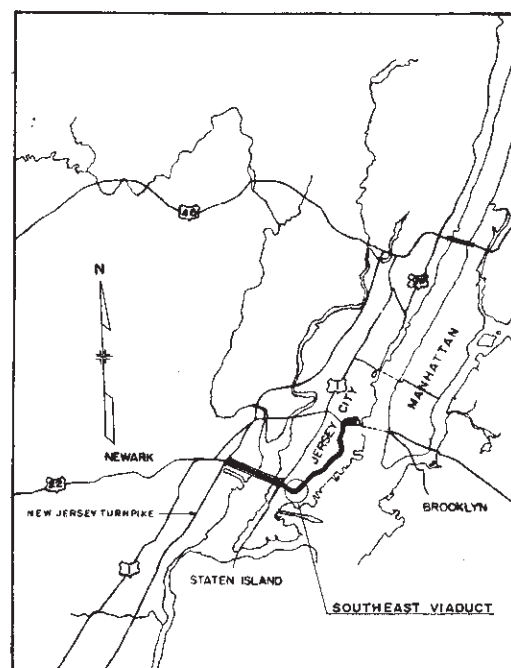 46
N
MANHATTAN
1
JERSEY CITY
NEWARK
22
BROOKLYN
NEW JERSEY TURNPIKE
1
STATEN ISLAND
SOUTHEAST VIADUCT